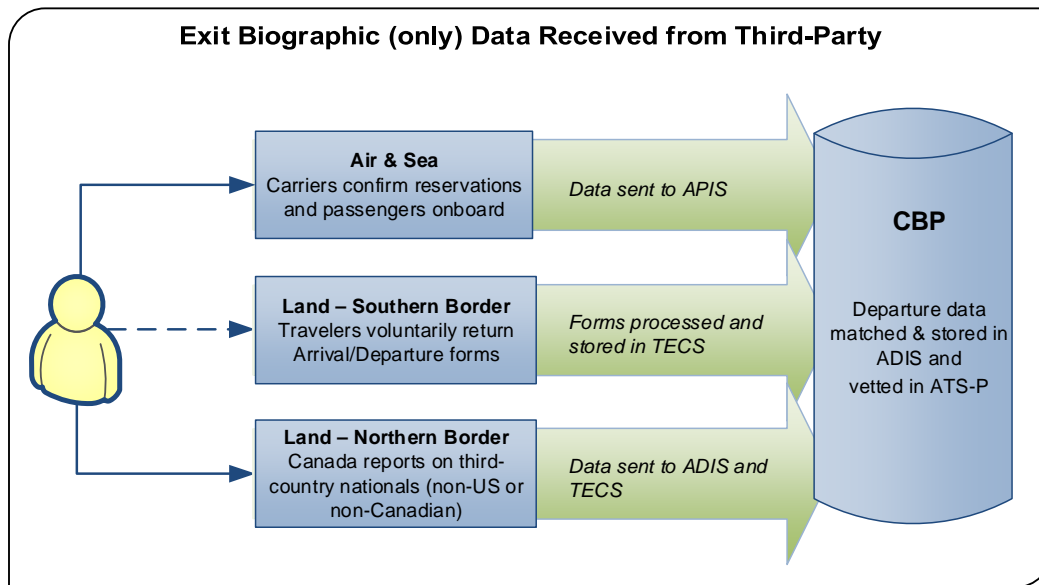 Exit Biographic (only) Data Received from Third-Party
Air & Sea
Carriers confirm reservations
and passengers onboard
Data sent to APIS
Land – Southern Border
Travelers voluntarily return
Arrival/Departure forms
Forms processed and
stored in TECS
Land – Northern Border
Canada reports on third-
country nationals (non-US or
non-Canadian)
Data sent to ADIS and
TECS
CBP
Departure data
matched & stored in
ADIS and
vetted in ATS-P